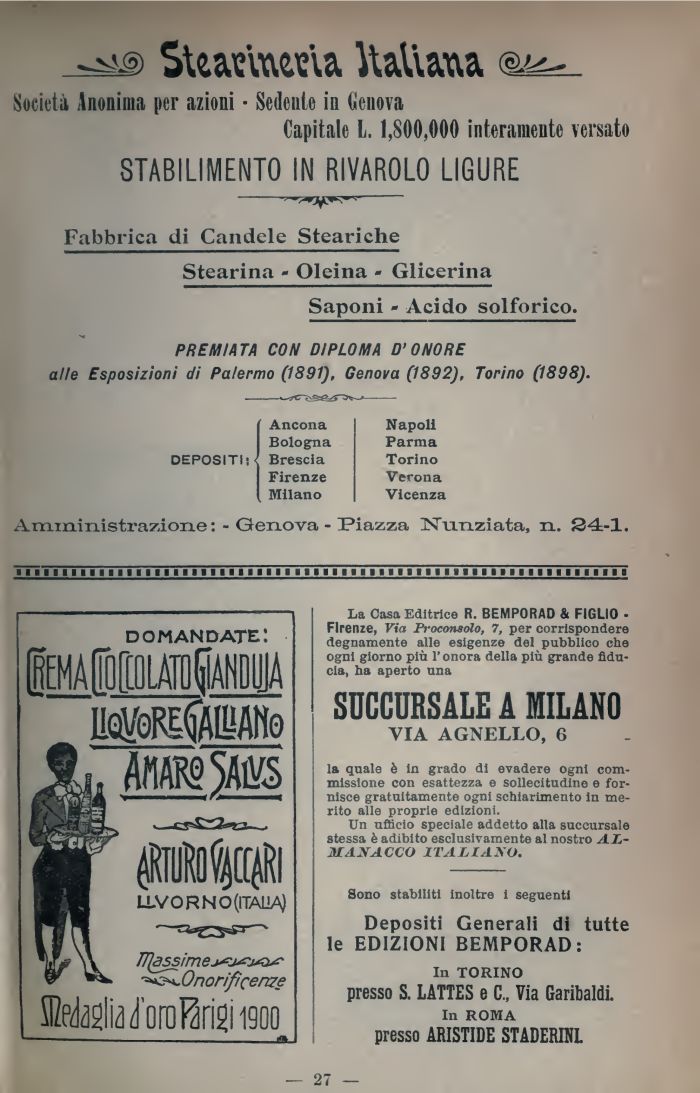 Stearineria Italiana
Società Anonima per azioni - Sedente in Genova
Capitale L. 1,800,000 interamente versato
STABILIMENTO IN RIVAROLO LIGURE
Fabbrica di Candele Steariche
Stearina - Oleina - Glicerina
Saponi - Acido solforico.
PREMIATA CON DIPLOMA D'ONORE
alle Esposizioni di Palermo (1891), Genova (1892), Torino (1898).
DEPOSITI:
Ancona
Bologna
Brescia
Firenze
Milano
Napoli
Parma
Torino
Verona
Vicenza
Amministrazione: - Genova - Piazza Nunziata, n. 24-1.
DOMANDATE:
CREMA CIOCCOLATO GIANDUJA
LIQVORE GALLIANO
AMARO SALVS
ARTURO VACCARI
LIVORNO (ITALIA)
Massime
Onorificenze
Medaglia d'oro Parigi 1900
La Casa Editrice R. BEMPORAD & FIGLIO -
Firenze, Via Proconsolo, 7, per corrispondere
degnamente alle esigenze del pubblico che
ogni giorno più l'onora della più grande fidu-
cia, ha aperto una
SUCCURSALE A MILANO
VIA AGNELLO, 6
la quale è in grado di evadere ogni com-
missione con esattezza e sollecitudine e for-
nisce gratuitamente ogni schiarimento in me-
rito alle proprie edizioni.
Un ufficio speciale addetto alla succursale
stessa è adibito esclusivamente al nostro AL-
MANACCO ITALIANO.
Sono stabiliti inoltre i seguenti
Depositi Generali di tutte
le EDIZIONI BEMPORAD:
In TORINO
presso S. LATTES e C., Via Garibaldi.
In ROMA
presso ARISTIDE STADERINI.
— 27 —